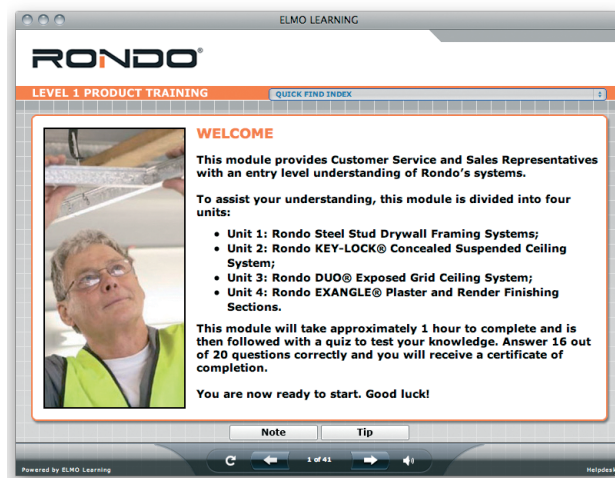 ELMO LEARNING
RONDO®
LEVEL 1 PRODUCT TRAINING
QUICK FIND INDEX
WELCOME
This module provides Customer Service and Sales Representatives
with an entry level understanding of Rondo's systems.
To assist your understanding, this module is divided into four
units:
• Unit 1: Rondo Steel Stud Drywall Framing Systems;
• Unit 2: Rondo KEY-LOCK® Concealed Suspended Ceiling
System;
• Unit 3: Rondo DUO® Exposed Grid Ceiling System;
• Unit 4: Rondo EXANGLE® Plaster and Render Finishing
Sections.
This module will take approximately 1 hour to complete and is
then followed with a quiz to test your knowledge. Answer 16 out
of 20 questions correctly and you will receive a certificate of
completion.
You are now ready to start. Good luck!
Note
Tip
1 of 41
Powered by ELMO Learning
Helpdesk